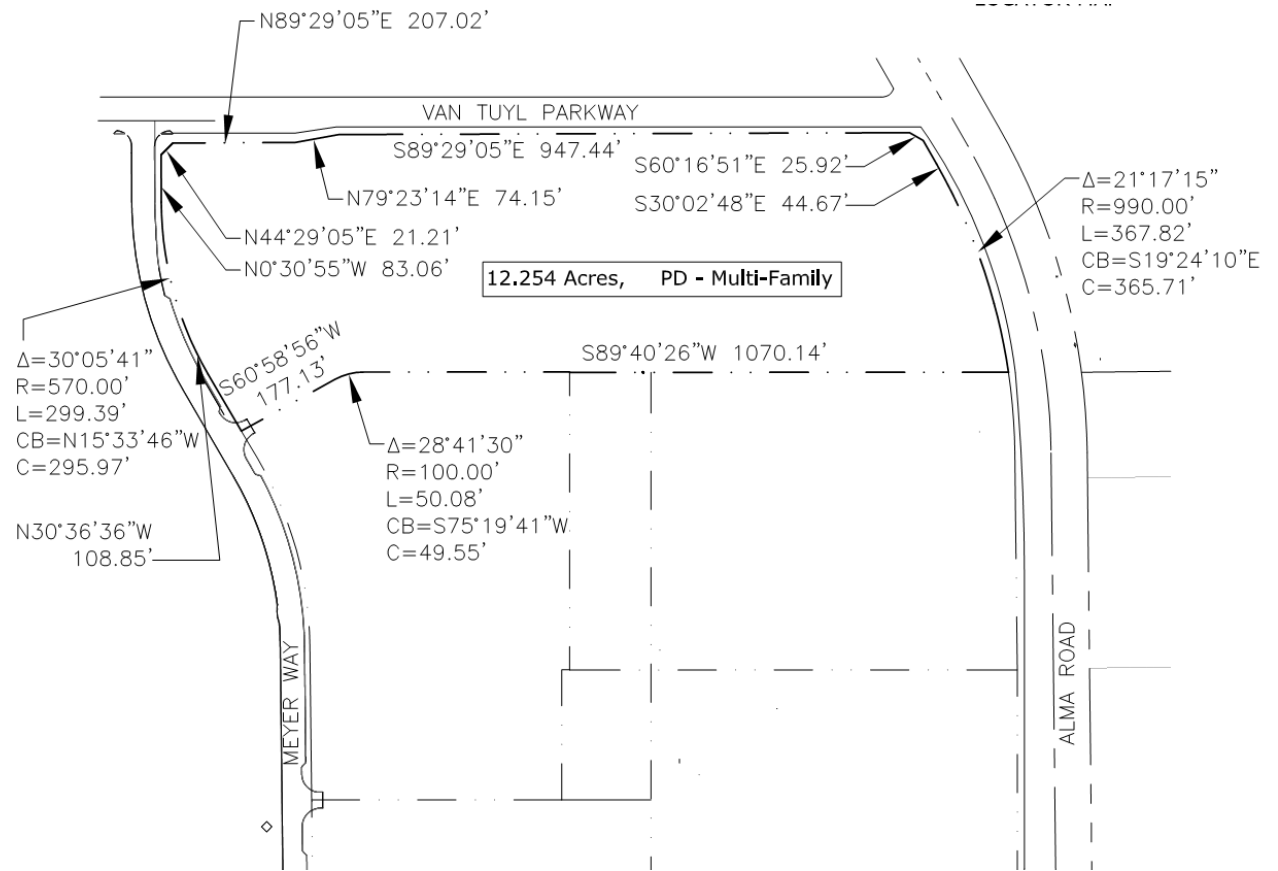 N89°29'05"E 207.02'
VAN TUYL PARKWAY
S89°29'05"E 947.44'
S60°16'51"E 25.92'
N79°23'14"E 74.15'
S30°02'48"E 44.67'
Δ=21°17'15"
R=990.00'
L=367.82'
CB=S19°24'10"E
C=365.71'
N44°29'05"E 21.21'
N0°30'55"W 83.06'
12.254 Acres, PD - Multi-Family
S60°58'56"W
177.13'
S89°40'26"W 1070.14'
Δ=30°05'41"
R=570.00'
L=299.39'
CB=N15°33'46"W
C=295.97'
Δ=28°41'30"
R=100.00'
L=50.08'
CB=S75°19'41"W
C=49.55'
N30°36'36"W
108.85'
MEYER WAY
ALMA ROAD